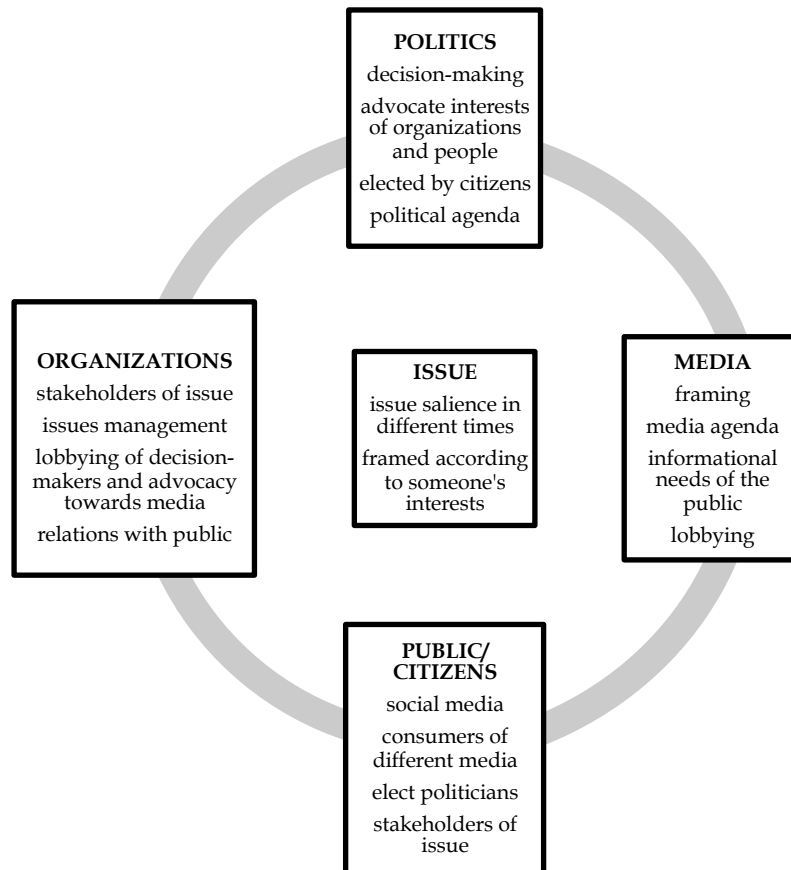 POLITICS
decision-making
advocate interests
of organizations
and people
elected by citizens
political agenda
ORGANIZATIONS
stakeholders of issue
issues management
lobbying of decision-
makers and advocacy
towards media
relations with public
ISSUE
issue salience in
different times
framed according
to someone's
interests
MEDIA
framing
media agenda
informational
needs of the
public
lobbying
PUBLIC/
CITIZENS
social media
consumers of
different media
elect politicians
stakeholders of
issue